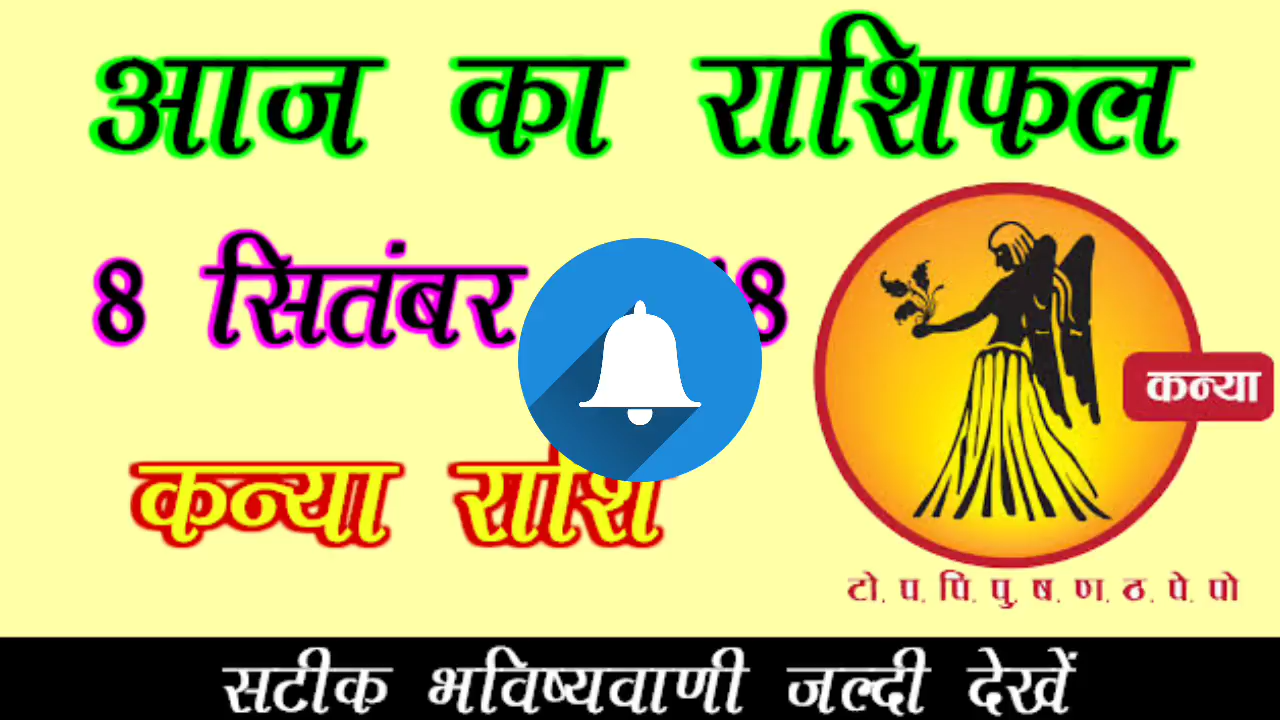 आज का राशिफल
8 सितंबर
कन्या
कन्या राशि
टो. प. पि. पु. ष. ण. ठ. पे. पो
सटीक भविष्यवाणी जल्दी देखें